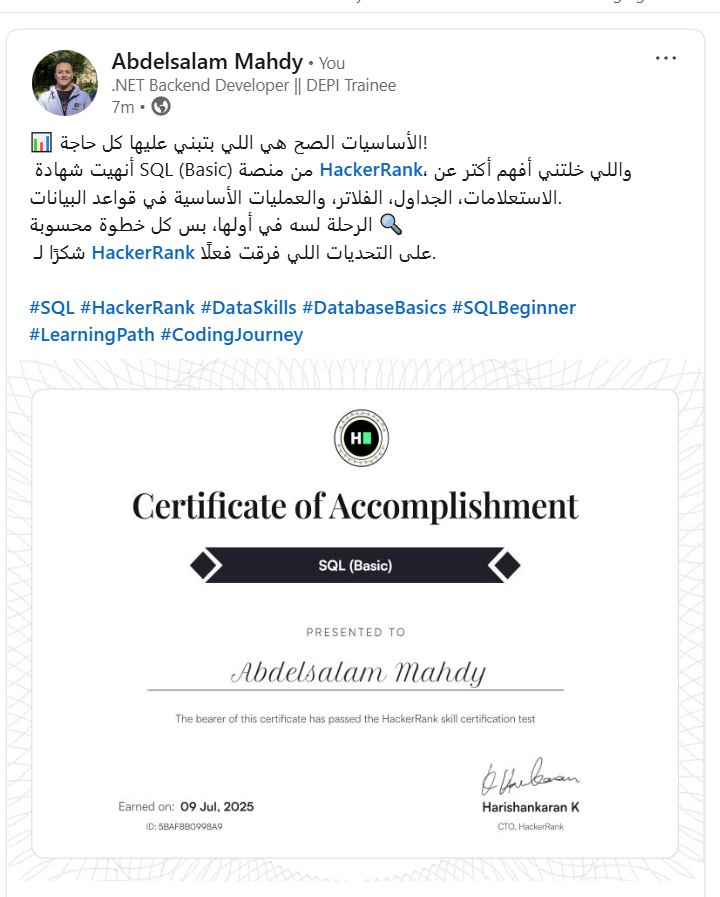 Abdelsalam Mahdy • You
.NET Backend Developer || DEPI Trainee
7m •
📊 الأساسيات الصح هي اللي بتبني عليها كل حاجة!
أنهيت شهادة SQL (Basic) من منصة HackerRank، واللي خلتني أفهم أكتر عن
الاستعلامات، الجداول، الفلاتر، والعمليات الأساسية في قواعد البيانات.
الرحلة لسه في أولها، بس كل خطوة محسوبة 🔍
شكرًا لـ HackerRank على التحديات اللي فرقت فعلًا.
#SQL #HackerRank #DataSkills #DatabaseBasics #SQLBeginner
#LearningPath #CodingJourney
H
Certificate of Accomplishment
SQL (Basic)
PRESENTED TO
Abdelsalam Mahdy
The bearer of this certificate has passed the HackerRank skill certification test
Earned on: 09 Jul, 2025
ID: 5BAF8B0998A9
Harishankaran K
CTO, HackerRank